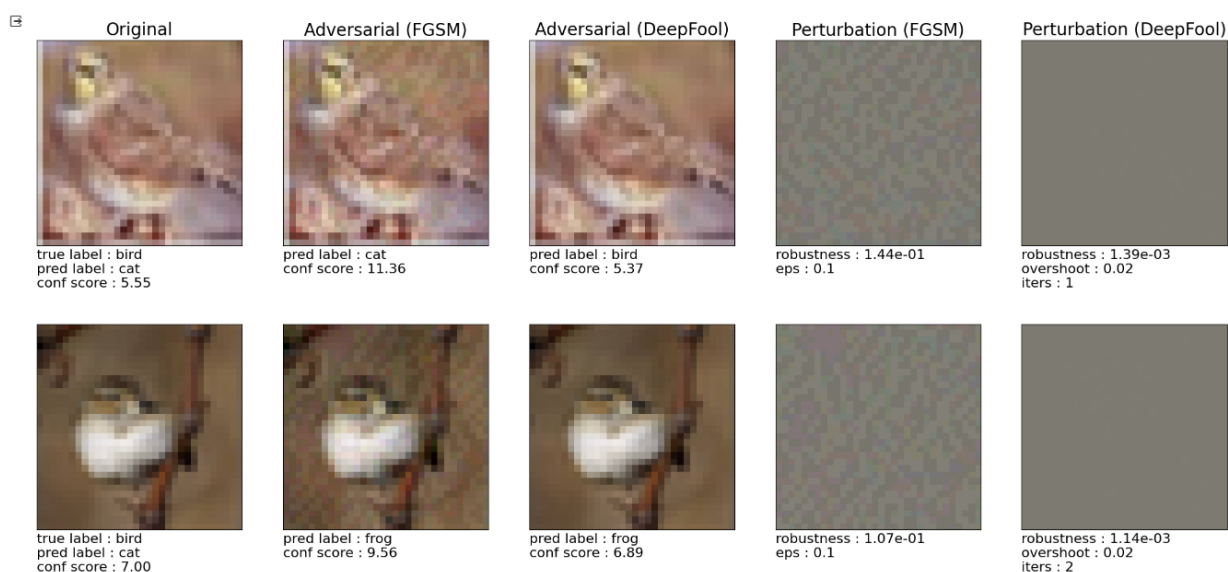 Original
Adversarial (FGSM)
Adversarial (DeepFool)
Perturbation (FGSM)
Perturbation (DeepFool)
true label : bird
pred label : cat
conf score : 5.55
pred label : cat
conf score : 11.36
pred label : bird
conf score : 5.37
robustness : 1.44e-01
eps : 0.1
robustness : 1.39e-03
overshoot : 0.02
iters : 1
true label : bird
pred label : cat
conf score : 7.00
pred label : frog
conf score : 9.56
pred label : frog
conf score : 6.89
robustness : 1.07e-01
eps : 0.1
robustness : 1.14e-03
overshoot : 0.02
iters : 2